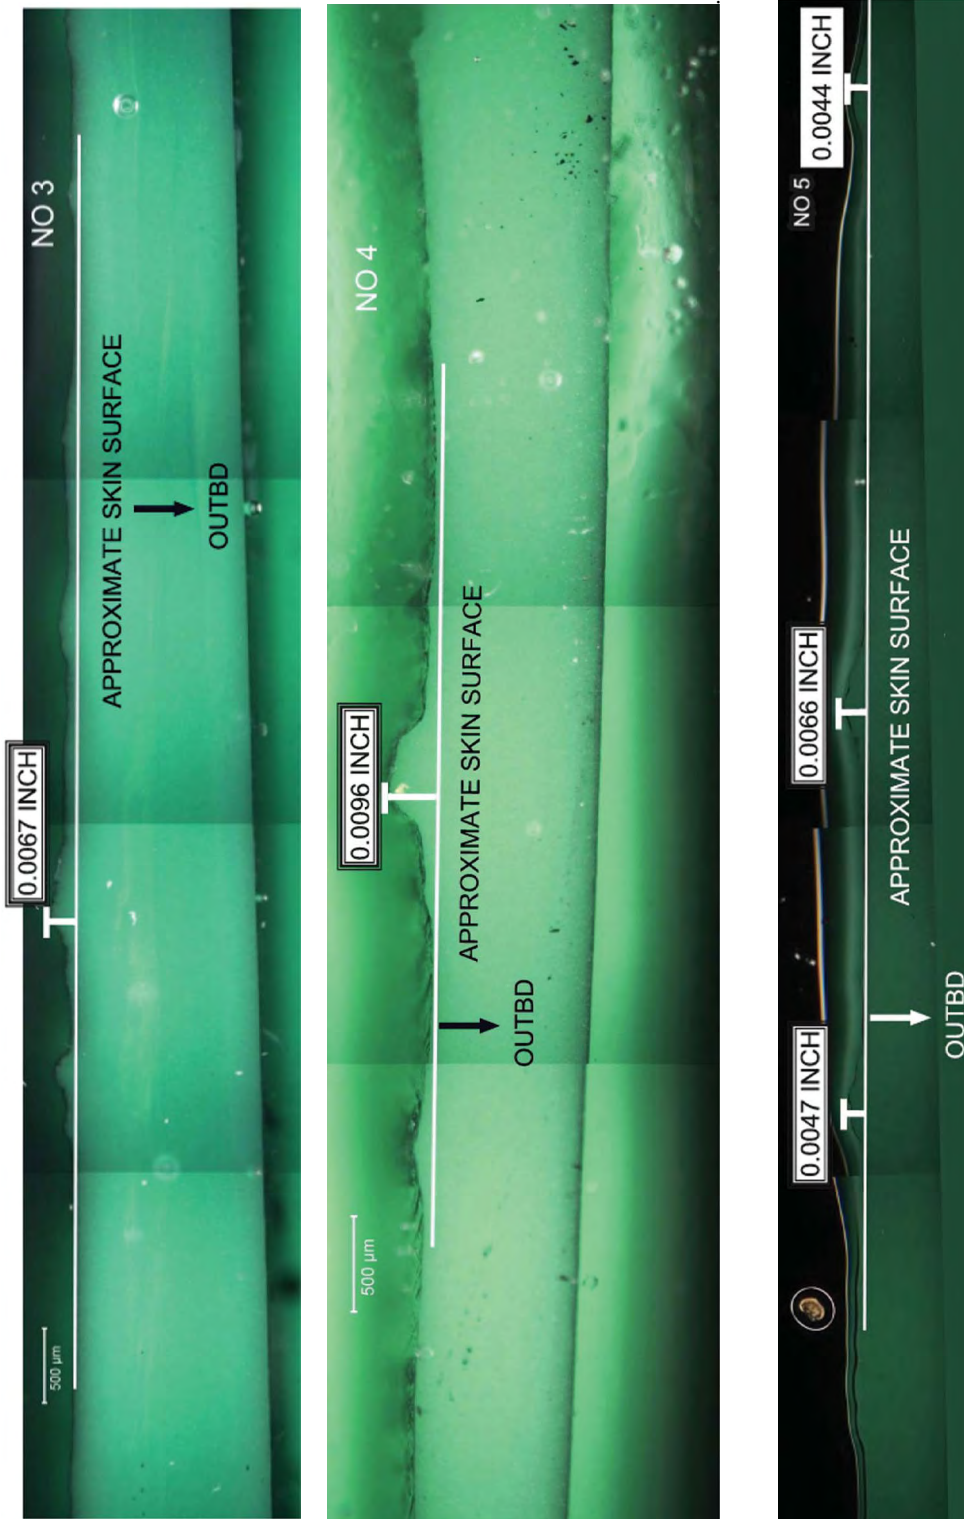 NO 3
APPROXIMATE SKIN SURFACE
OUTBD
0.0067 INCH
500 µm
NO 4
0.0096 INCH
APPROXIMATE SKIN SURFACE
OUTBD
500 µm
0.0044 INCH
NO 5
0.0066 INCH
APPROXIMATE SKIN SURFACE
0.0047 INCH
OUTBD